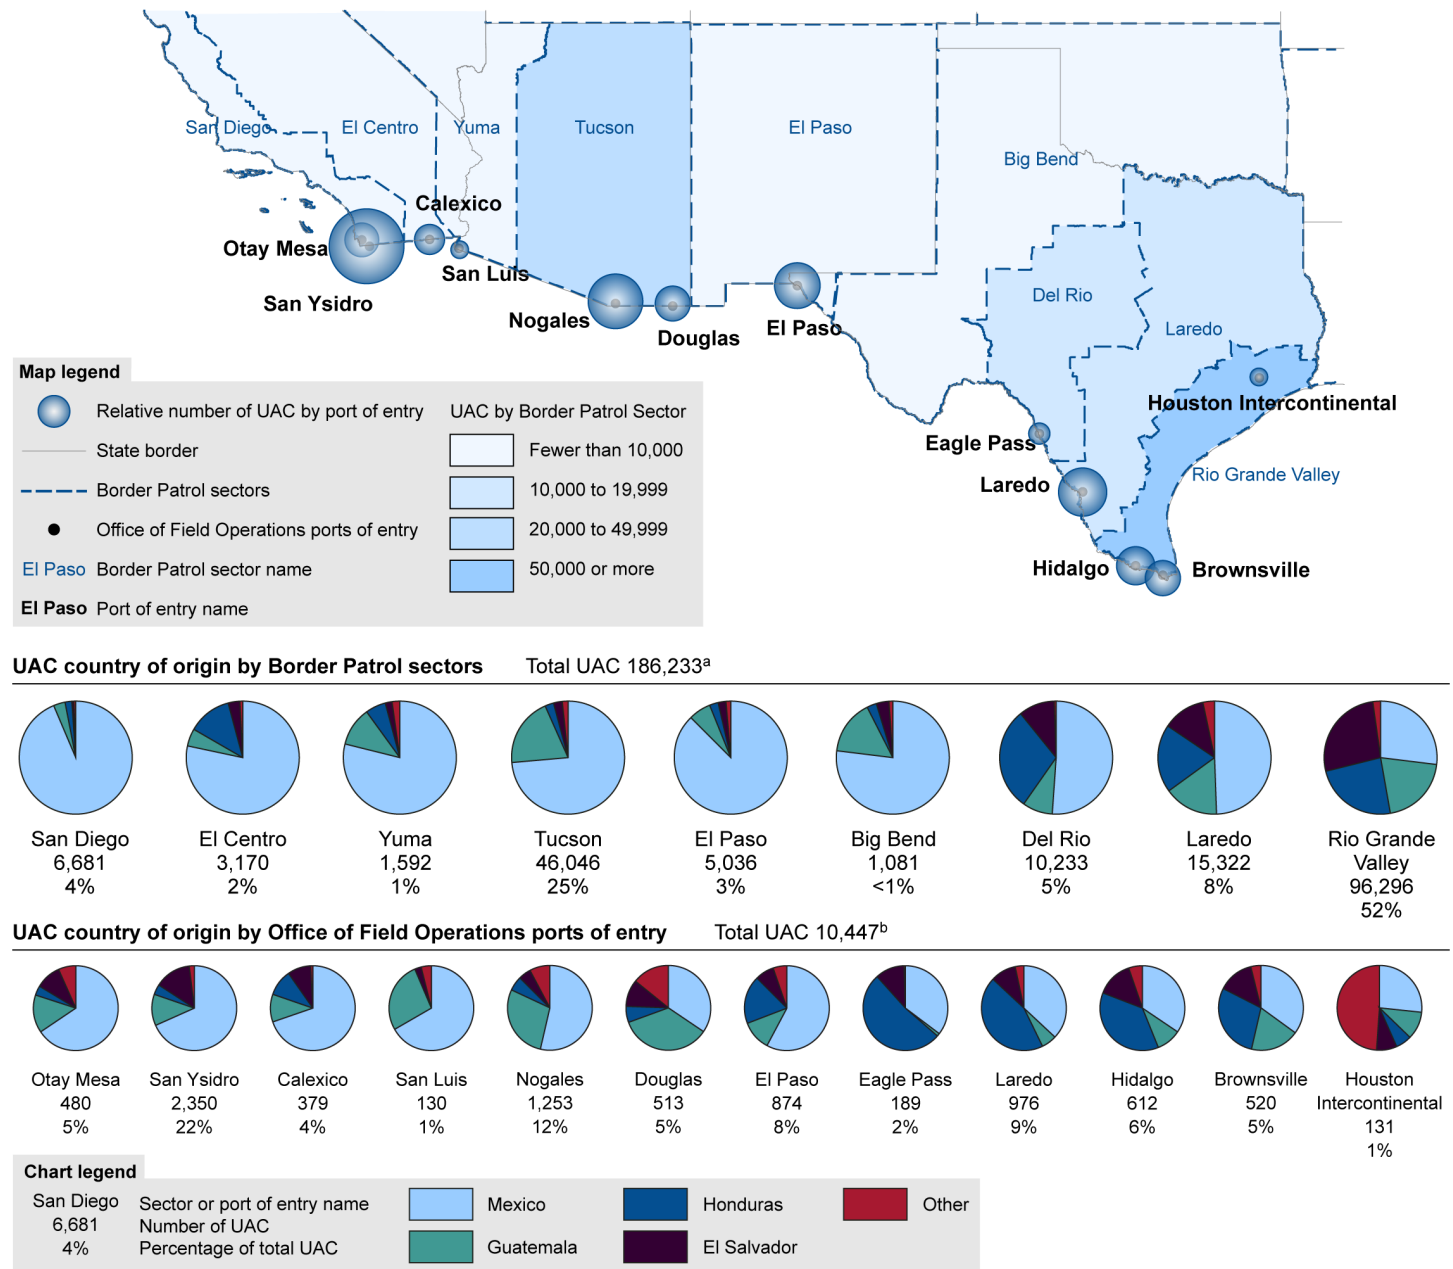 San Diego
El Centro
Yuma
Tucson
El Paso
Big Bend
Calexico
Otay Mesa
San Luis
San Ysidro
Nogales
Douglas
El Paso
Del Rio
Laredo
Houston Intercontinental
Eagle Pass
Laredo
Rio Grande Valley
Hidalgo
Brownsville
Map legend
Relative number of UAC by port of entry
State border
Border Patrol sectors
Office of Field Operations ports of entry
El Paso Border Patrol sector name
El Paso Port of entry name
UAC by Border Patrol Sector
Fewer than 10,000
10,000 to 19,999
20,000 to 49,999
50,000 or more
UAC country of origin by Border Patrol sectors Total UAC 186,233a
San Diego
6,681
4%
El Centro
3,170
2%
Yuma
1,592
1%
Tucson
46,046
25%
El Paso
5,036
3%
Big Bend
1,081
<1%
Del Rio
10,233
5%
Laredo
15,322
8%
Rio Grande
Valley
96,296
52%
UAC country of origin by Office of Field Operations ports of entry Total UAC 10,447b
Otay Mesa
480
5%
San Ysidro
2,350
22%
Calexico
379
4%
San Luis
130
1%
Nogales
1,253
12%
Douglas
513
5%
El Paso
874
8%
Eagle Pass
189
2%
Laredo
976
9%
Hidalgo
612
6%
Brownsville
520
5%
Houston
Intercontinental
131
1%
Chart legend
San Diego Sector or port of entry name
6,681 Number of UAC
4% Percentage of total UAC
Mexico
Guatemala
Honduras
El Salvador
Other